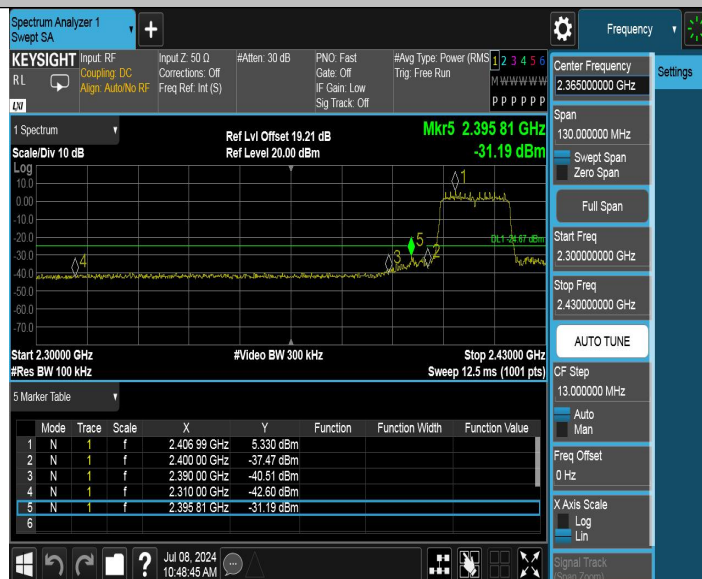 Spectrum Analyzer 1
Swept SA
+
Frequency
KEYSIGHT
RL
LXI
Input: RF
Coupling: DC
Align: Auto/No RF
Input Z: 50 Ω
Corrections: Off
Freq Ref: Int (S)
#Atten: 30 dB
PNO: Fast
Gate: Off
IF Gain: Low
Sig Track: Off
#Avg Type: Power (RMS
Trig: Free Run
1 2 3 4 5 6
M W W W W W
P P P P P P
1 Spectrum
Scale/Div 10 dB
Ref Lvl Offset 19.21 dB
Ref Level 20.00 dBm
Mkr5 2.395 81 GHz
-31.19 dBm
Log
10.0
0.00
-10.0
-20.0
-30.0
-40.0
-50.0
-60.0
-70.0
1
5
DL1 -24.67 dBm
3
2
4
Start 2.30000 GHz
#Video BW 300 kHz
Stop 2.43000 GHz
#Res BW 100 kHz
Sweep 12.5 ms (1001 pts)
5 Marker Table
Mode Trace Scale X Y Function Function Width Function Value
1 N 1 f 2.406 99 GHz 5.330 dBm
2 N 1 f 2.400 00 GHz -37.47 dBm
3 N 1 f 2.390 00 GHz -40.51 dBm
4 N 1 f 2.310 00 GHz -42.60 dBm
5 N 1 f 2.395 81 GHz -31.19 dBm
6
?
Jul 08, 2024
10:48:45 AM
Center Frequency
2.365000000 GHz
Settings
Span
130.000000 MHz
Swept Span
Zero Span
Full Span
Start Freq
2.300000000 GHz
Stop Freq
2.430000000 GHz
AUTO TUNE
CF Step
13.000000 MHz
Auto
Man
Freq Offset
0 Hz
X Axis Scale
Log
Lin
Signal Track
(Span Zoom)